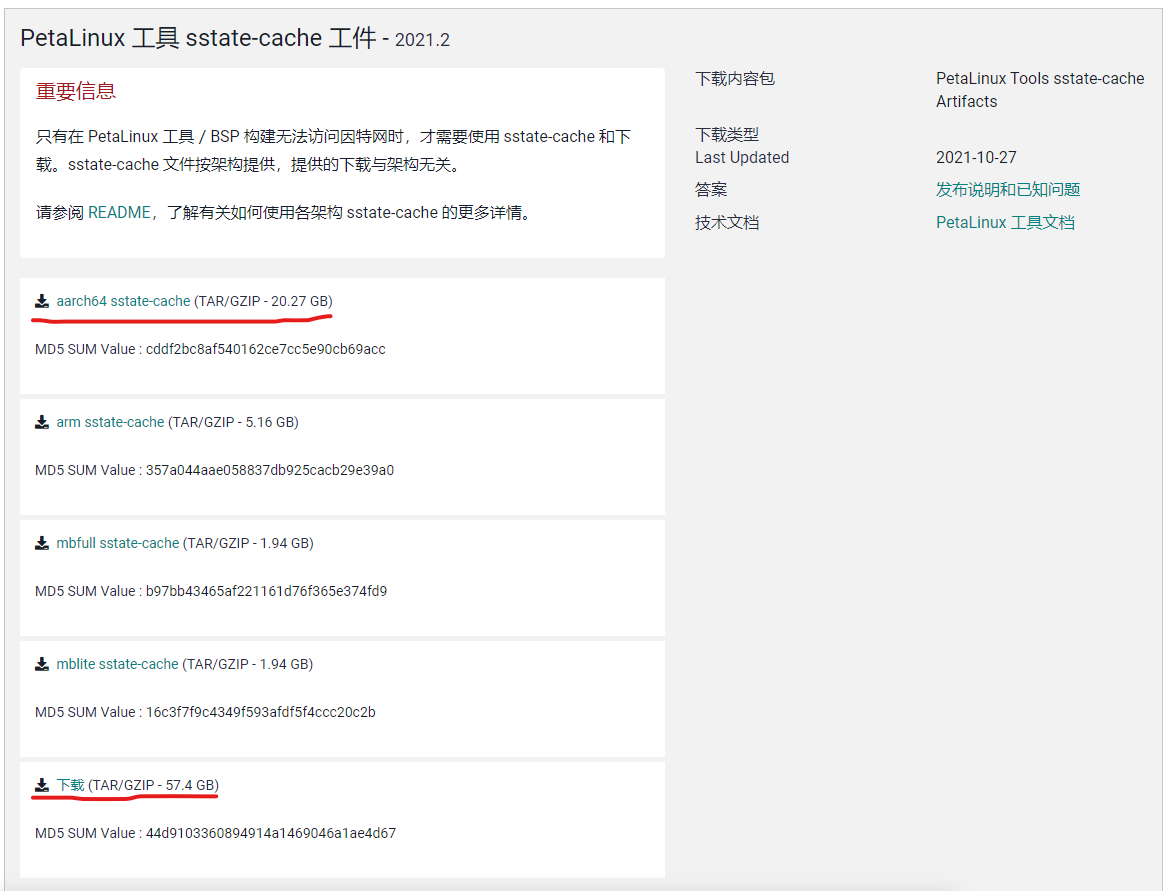 PetaLinux 工具 sstate-cache 工件 - 2021.2
重要信息
只有在 PetaLinux 工具 / BSP 构建无法访问因特网时，才需要使用 sstate-cache 和下
载。sstate-cache 文件按架构提供，提供的下载与架构无关。
请参阅 README，了解有关如何使用各架构 sstate-cache 的更多详情。
下载内容包
PetaLinux Tools sstate-cache
Artifacts
下载类型
Last Updated
2021-10-27
答案
发布说明和已知问题
技术文档
PetaLinux 工具文档
aarch64 sstate-cache (TAR/GZIP - 20.27 GB)
MD5 SUM Value : cddf2bc8af540162ce7cc5e90cb69acc
arm sstate-cache (TAR/GZIP - 5.16 GB)
MD5 SUM Value : 357a044aae058837db925cacb29e39a0
mbfull sstate-cache (TAR/GZIP - 1.94 GB)
MD5 SUM Value : b97bb43465af221161d76f365e374fd9
mblite sstate-cache (TAR/GZIP - 1.94 GB)
MD5 SUM Value : 16c3f7f9c4349f593afdf5f4ccc20c2b
下载 (TAR/GZIP - 57.4 GB)
MD5 SUM Value : 44d9103360894914a1469046a1ae4d67